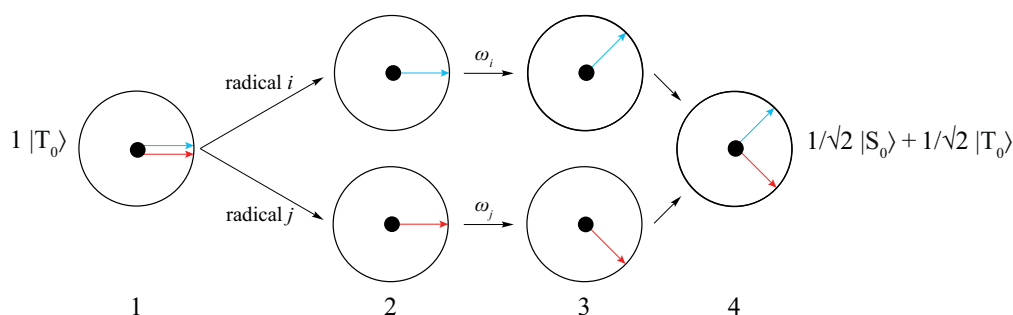 1 |T₀⟩
radical i
radical j
ωᵢ
ωⱼ
1/√2 |S₀⟩ + 1/√2 |T₀⟩
1
2
3
4